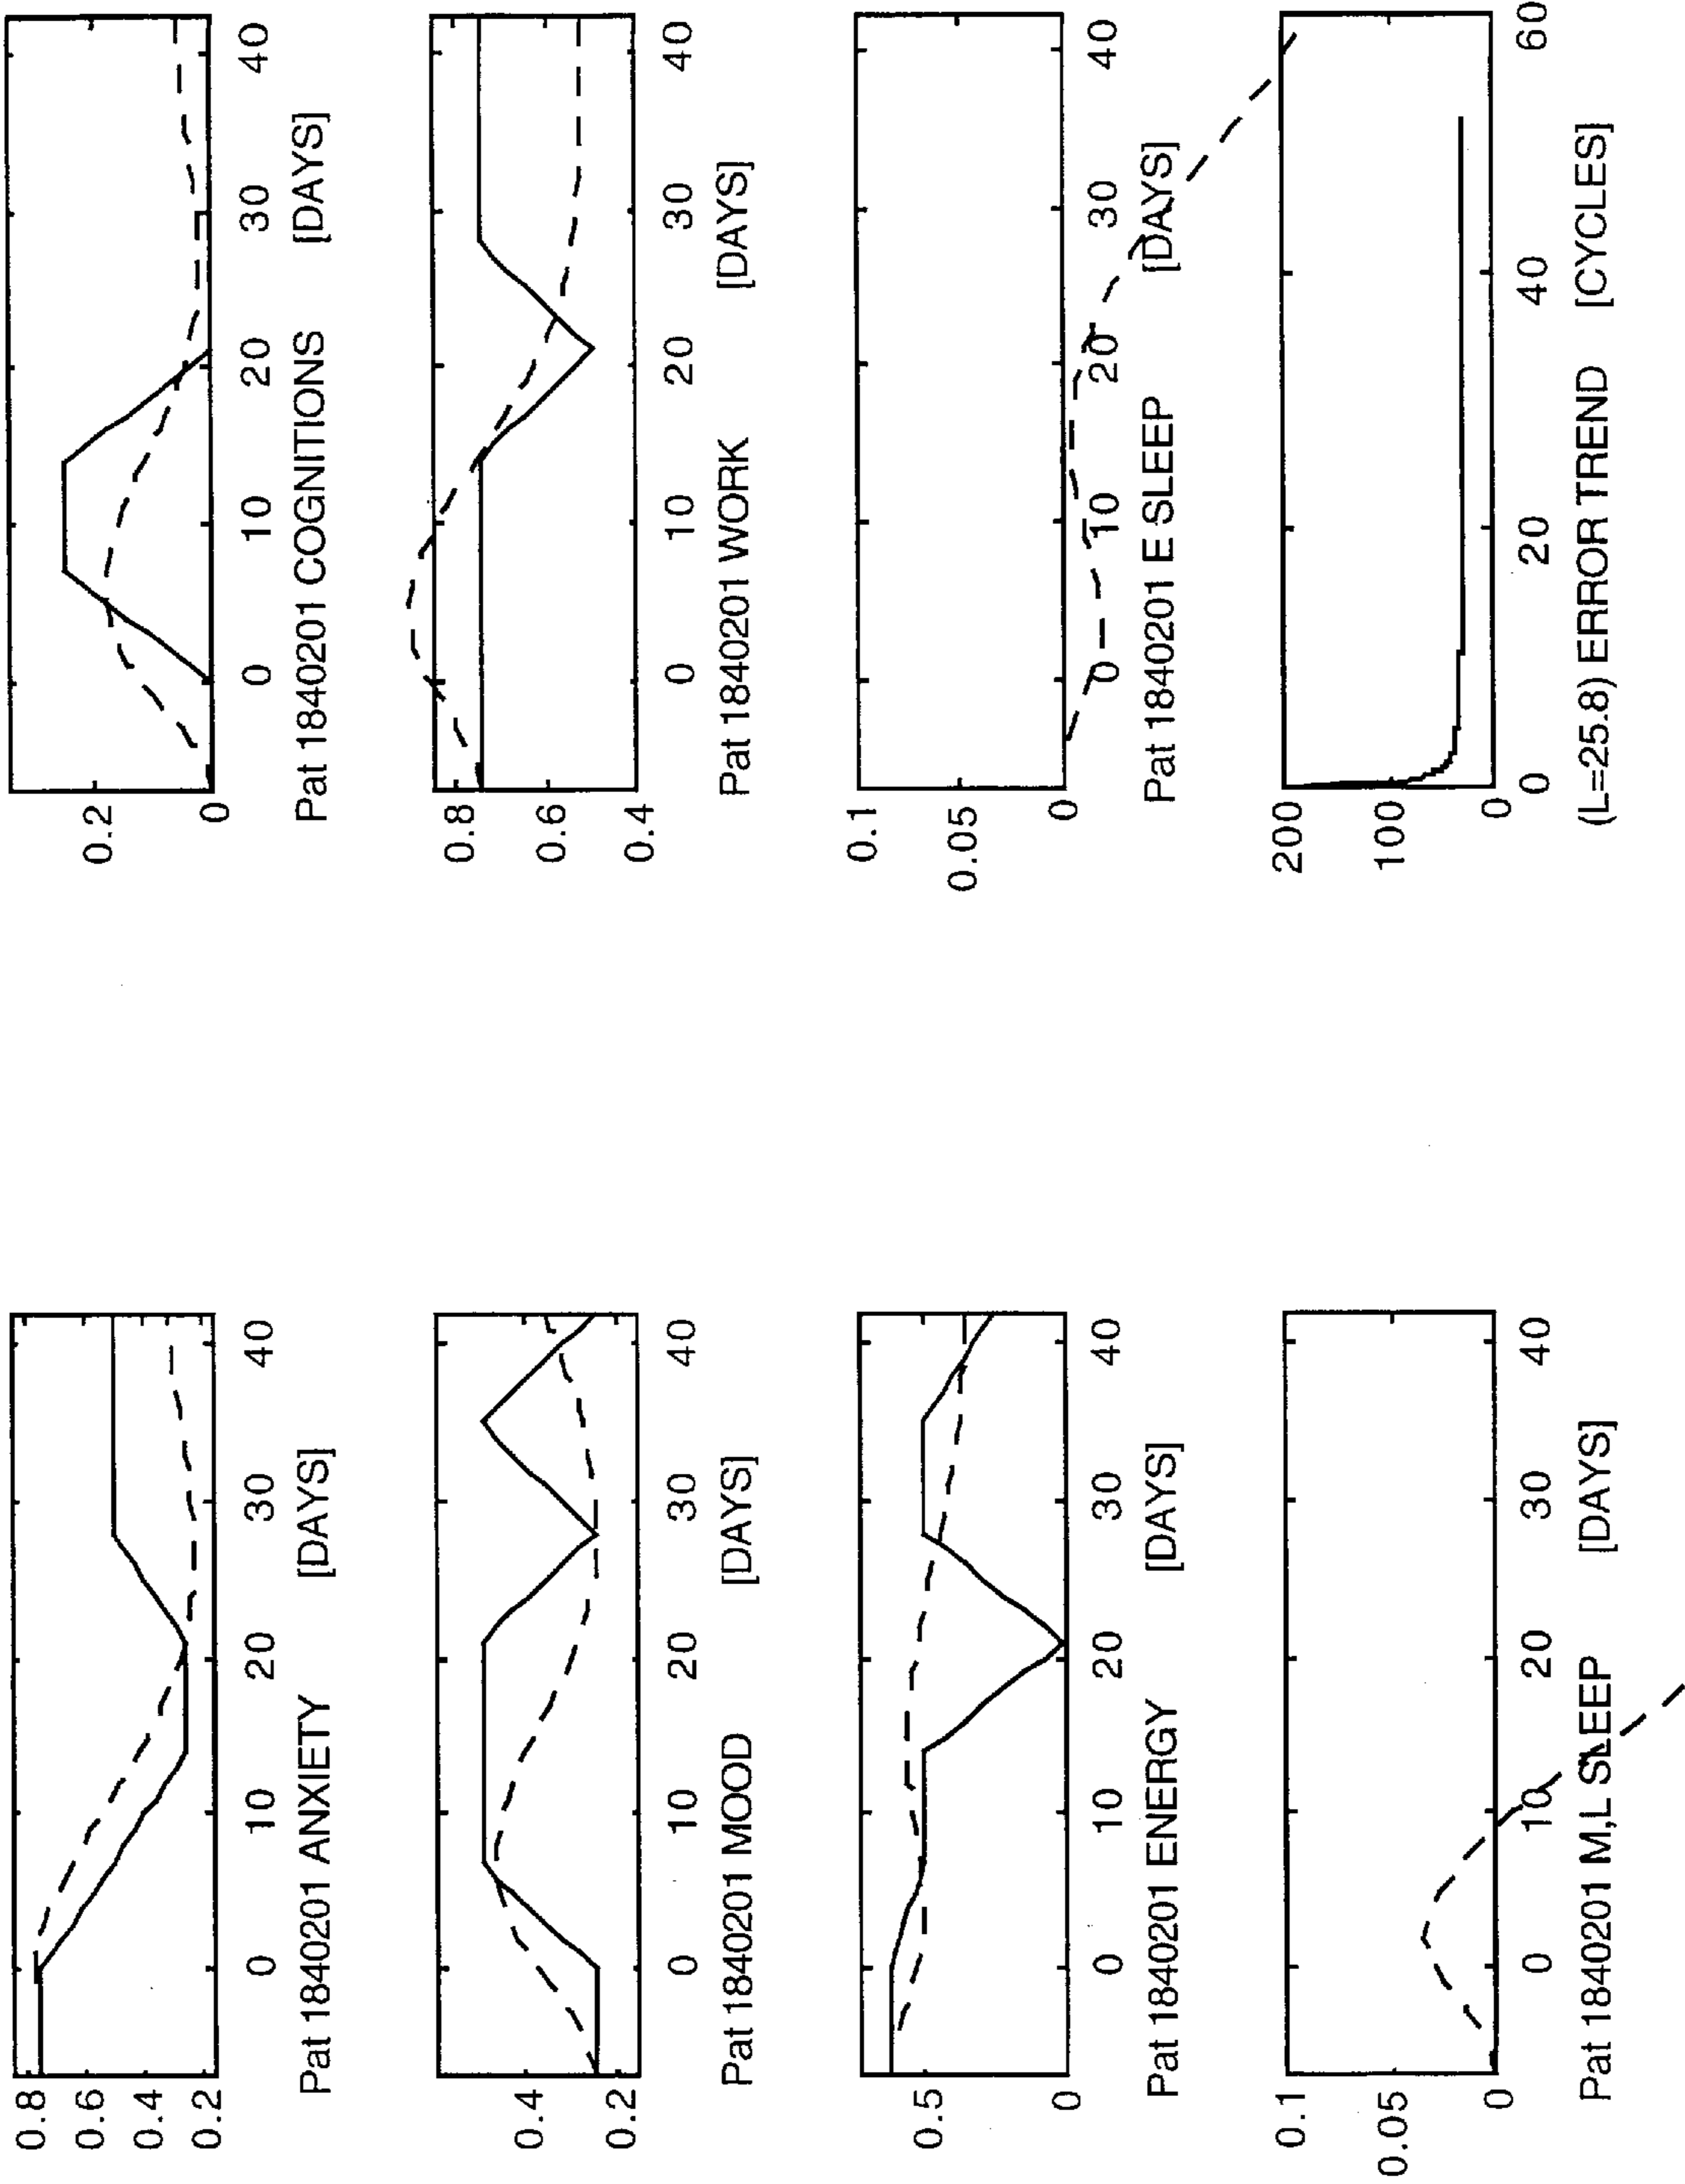 0.8
0.6
0.4
0.2
0 10 20 30 40
Pat 1840201 ANXIETY [DAYS]
0.2
0
0 10 20 30 40
Pat 1840201 COGNITIONS [DAYS]
0.4
0.2
0 10 20 30 40
Pat 1840201 MOOD [DAYS]
0.8
0.6
0.4
0 10 20 30 40
Pat 1840201 WORK [DAYS]
0.5
0
0 10 20 30 40
Pat 1840201 ENERGY [DAYS]
0.1
0.05
0
0 10 20 30 40
Pat 1840201 E SLEEP [DAYS]
0.1
0.05
0
0 10 20 30 40
Pat 1840201 M,L SLEEP [DAYS]
200
100
0
0 20 40 60
(L=25.8) ERROR TREND [CYCLES]